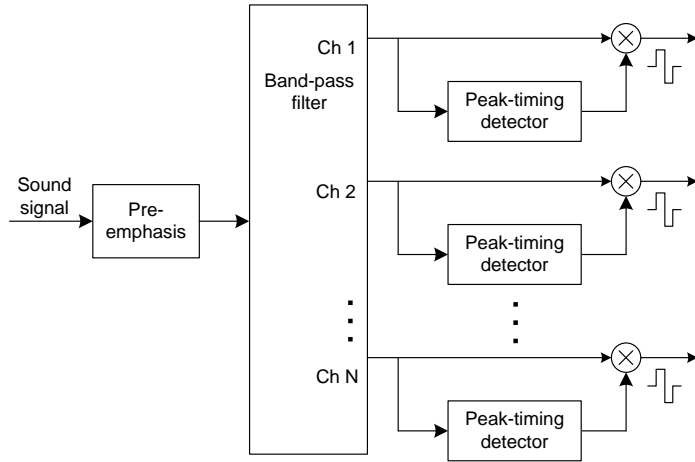 Ch 1
Band-pass
filter
Peak-timing
detector
Sound
signal
Pre-
emphasis
Ch 2
Peak-timing
detector
Ch N
Peak-timing
detector